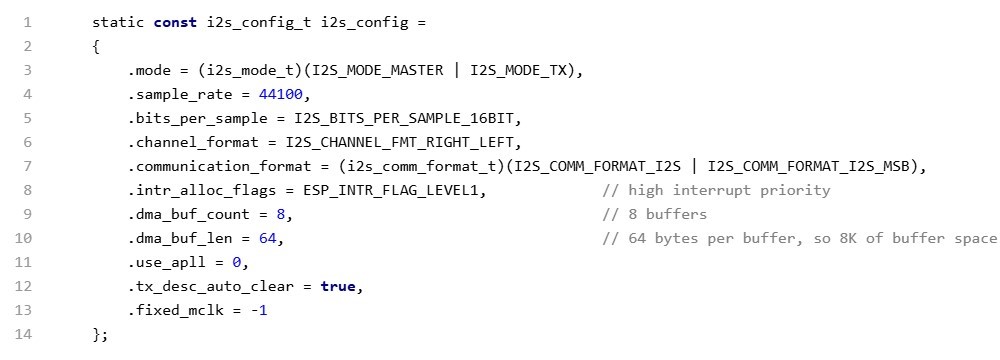 1 static const i2s_config_t i2s_config =
2 {
3 .mode = (i2s_mode_t)(I2S_MODE_MASTER | I2S_MODE_TX),
4 .sample_rate = 44100,
5 .bits_per_sample = I2S_BITS_PER_SAMPLE_16BIT,
6 .channel_format = I2S_CHANNEL_FMT_RIGHT_LEFT,
7 .communication_format = (i2s_comm_format_t)(I2S_COMM_FORMAT_I2S | I2S_COMM_FORMAT_I2S_MSB),
8 .intr_alloc_flags = ESP_INTR_FLAG_LEVEL1, // high interrupt priority
9 .dma_buf_count = 8, // 8 buffers
10 .dma_buf_len = 64, // 64 bytes per buffer, so 8K of buffer space
11 .use_apll = 0,
12 .tx_desc_auto_clear = true,
13 .fixed_mclk = -1
14 };